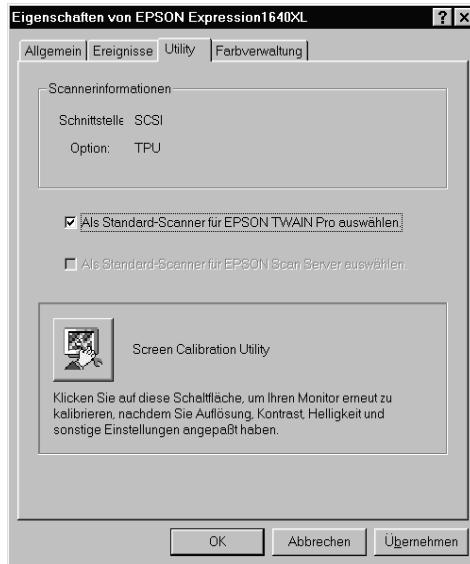 Eigenschaften von EPSON Expression1640XL
Allgemein Ereignisse Utility Farbverwaltung
Scannerinformationen
Schnittstelle SCSI
Option: TPU
Als Standard-Scanner für EPSON TWAIN Pro auswählen.
Als Standard-Scanner für EPSON Scan Server auswählen.
Screen Calibration Utility
Klicken Sie auf diese Schaltfläche, um Ihren Monitor erneut zu
kalibrieren, nachdem Sie Auflösung, Kontrast, Helligkeit und
sonstige Einstellungen angepaßt haben.
OK Abbrechen Übernehmen